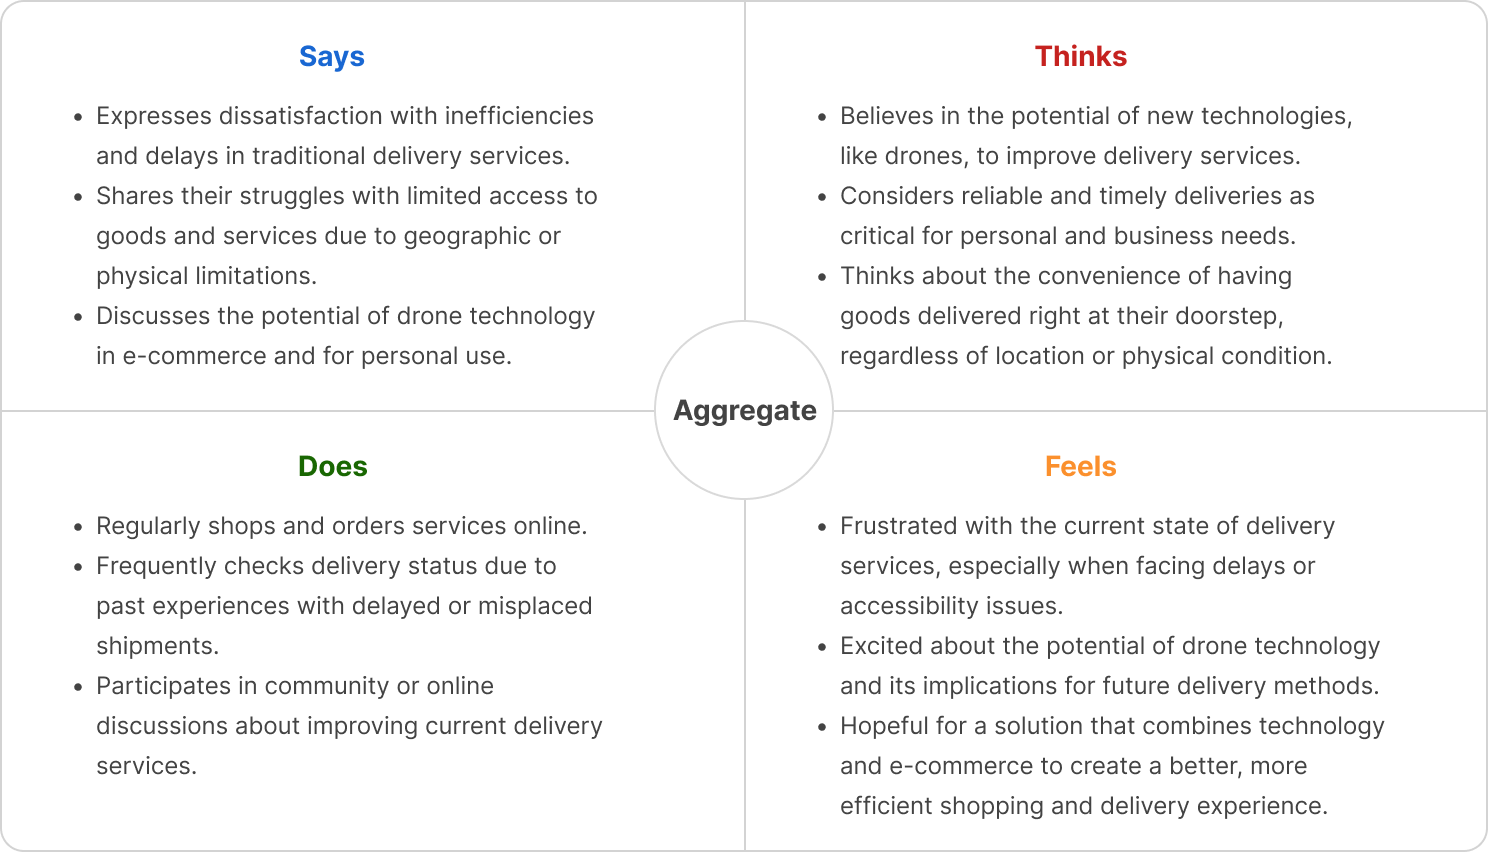 Says
• Expresses dissatisfaction with inefficiencies
and delays in traditional delivery services.
• Shares their struggles with limited access to
goods and services due to geographic or
physical limitations.
• Discusses the potential of drone technology
in e-commerce and for personal use.
Thinks
• Believes in the potential of new technologies,
like drones, to improve delivery services.
• Considers reliable and timely deliveries as
critical for personal and business needs.
• Thinks about the convenience of having
goods delivered right at their doorstep,
regardless of location or physical condition.
Aggregate
Does
• Regularly shops and orders services online.
• Frequently checks delivery status due to
past experiences with delayed or misplaced
shipments.
• Participates in community or online
discussions about improving current delivery
services.
Feels
• Frustrated with the current state of delivery
services, especially when facing delays or
accessibility issues.
• Excited about the potential of drone technology
and its implications for future delivery methods.
• Hopeful for a solution that combines technology
and e-commerce to create a better, more
efficient shopping and delivery experience.